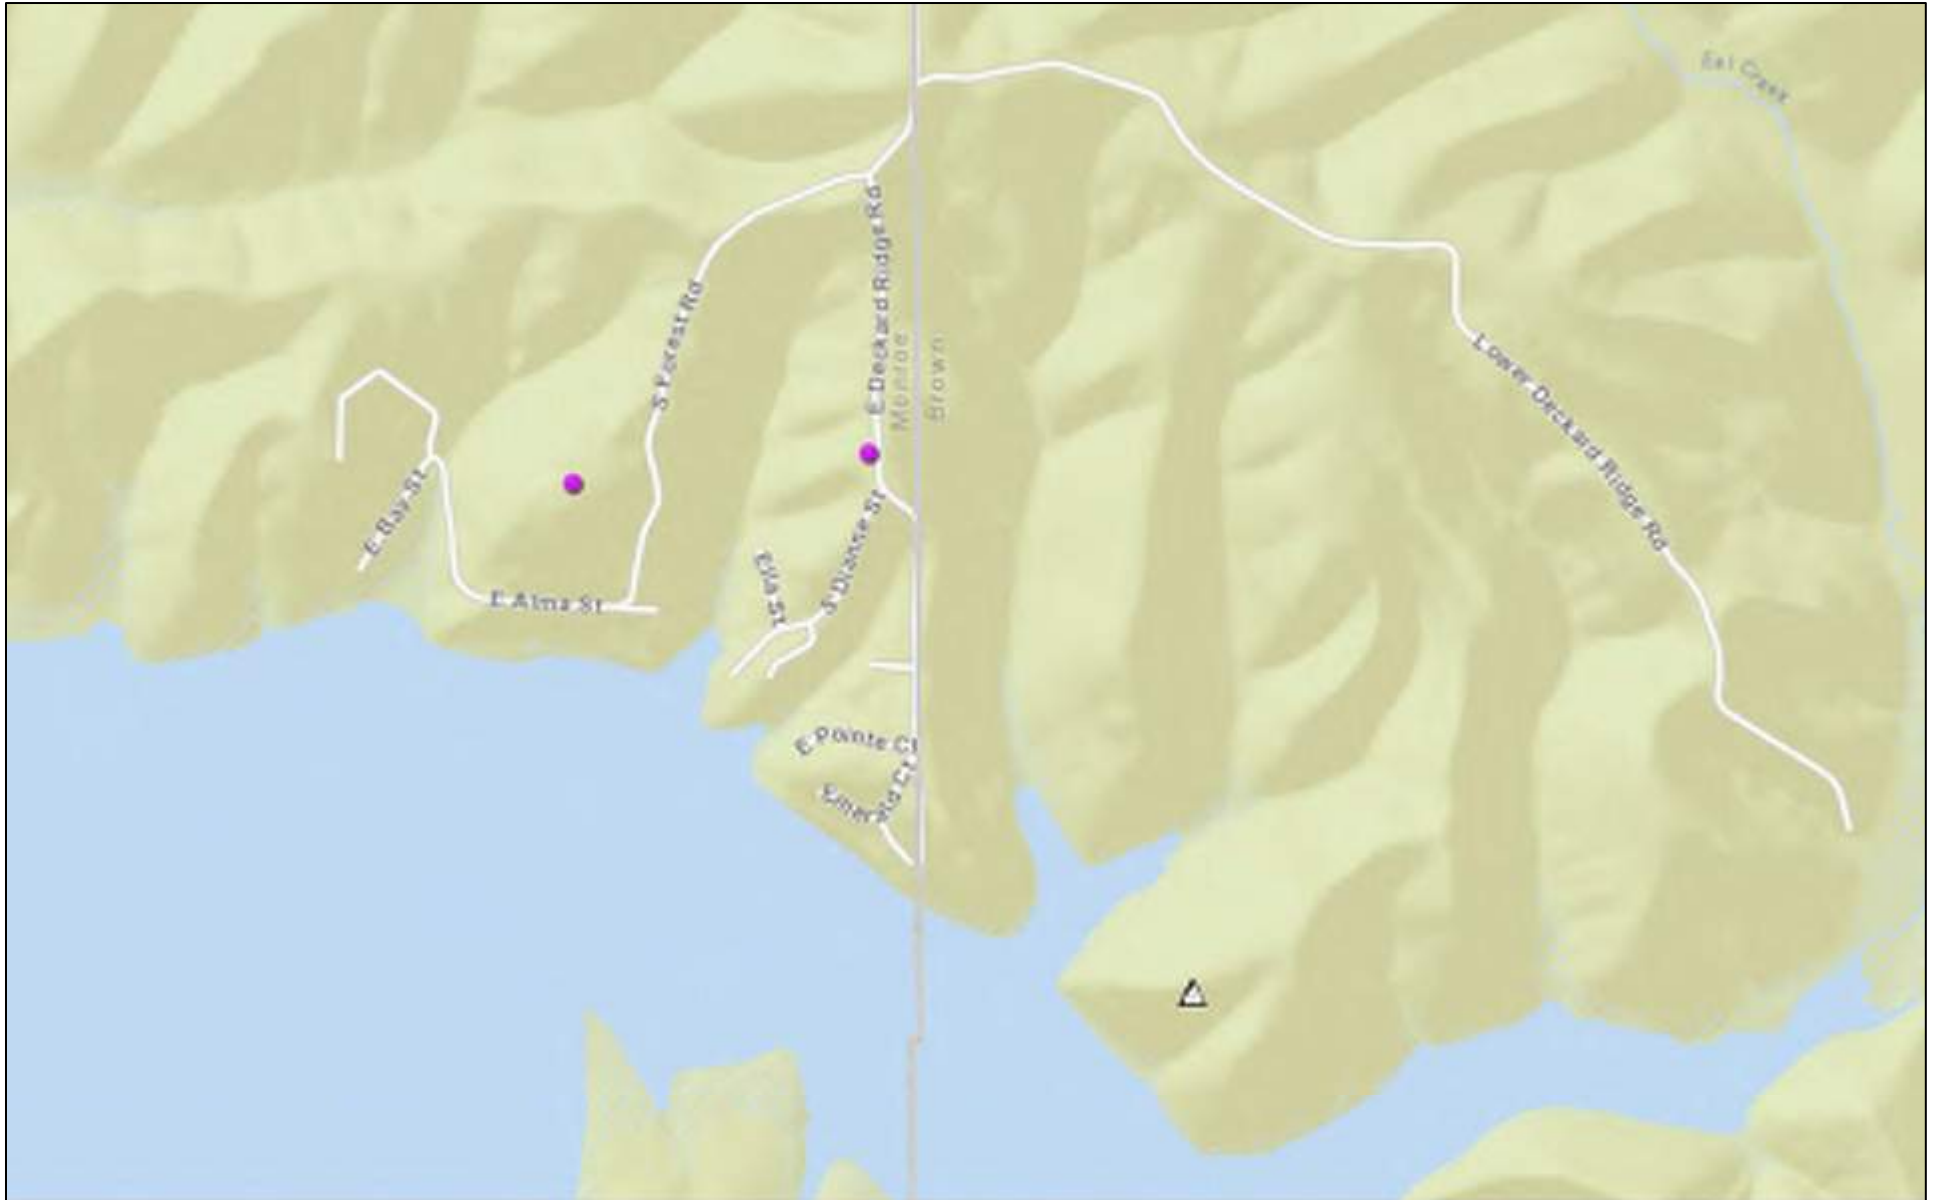 Eel Creek
E Deckard Ridge Rd
S Forest Rd
Monroe
Brown
Lower Deckard Ridge Rd
E Bay St
S Dianne St
Ella St
E Alma St
E Pointe Ct
Emerald Ct